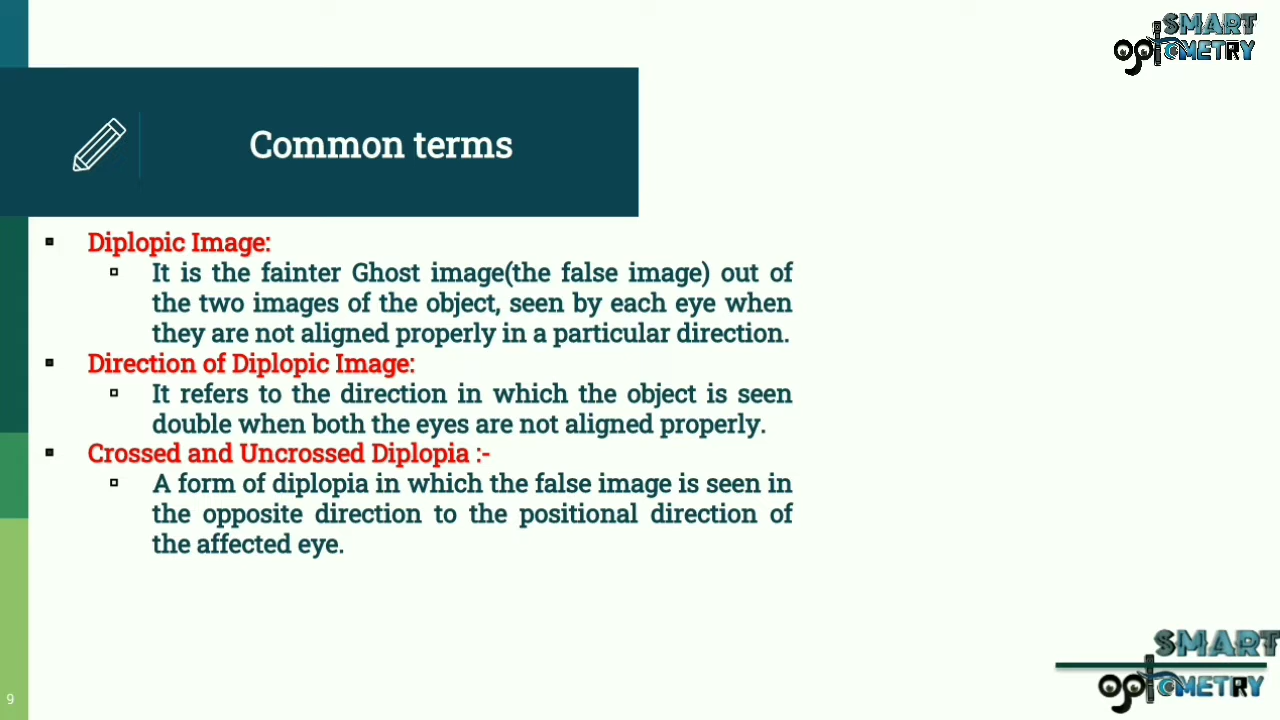 SMART
OPTOMETRY
Common terms
Diplopic Image:
It is the fainter Ghost image(the false image) out of
the two images of the object, seen by each eye when
they are not aligned properly in a particular direction.
Direction of Diplopic Image:
It refers to the direction in which the object is seen
double when both the eyes are not aligned properly.
Crossed and Uncrossed Diplopia :-
A form of diplopia in which the false image is seen in
the opposite direction to the positional direction of
the affected eye.
9
SMART
OPTOMETRY